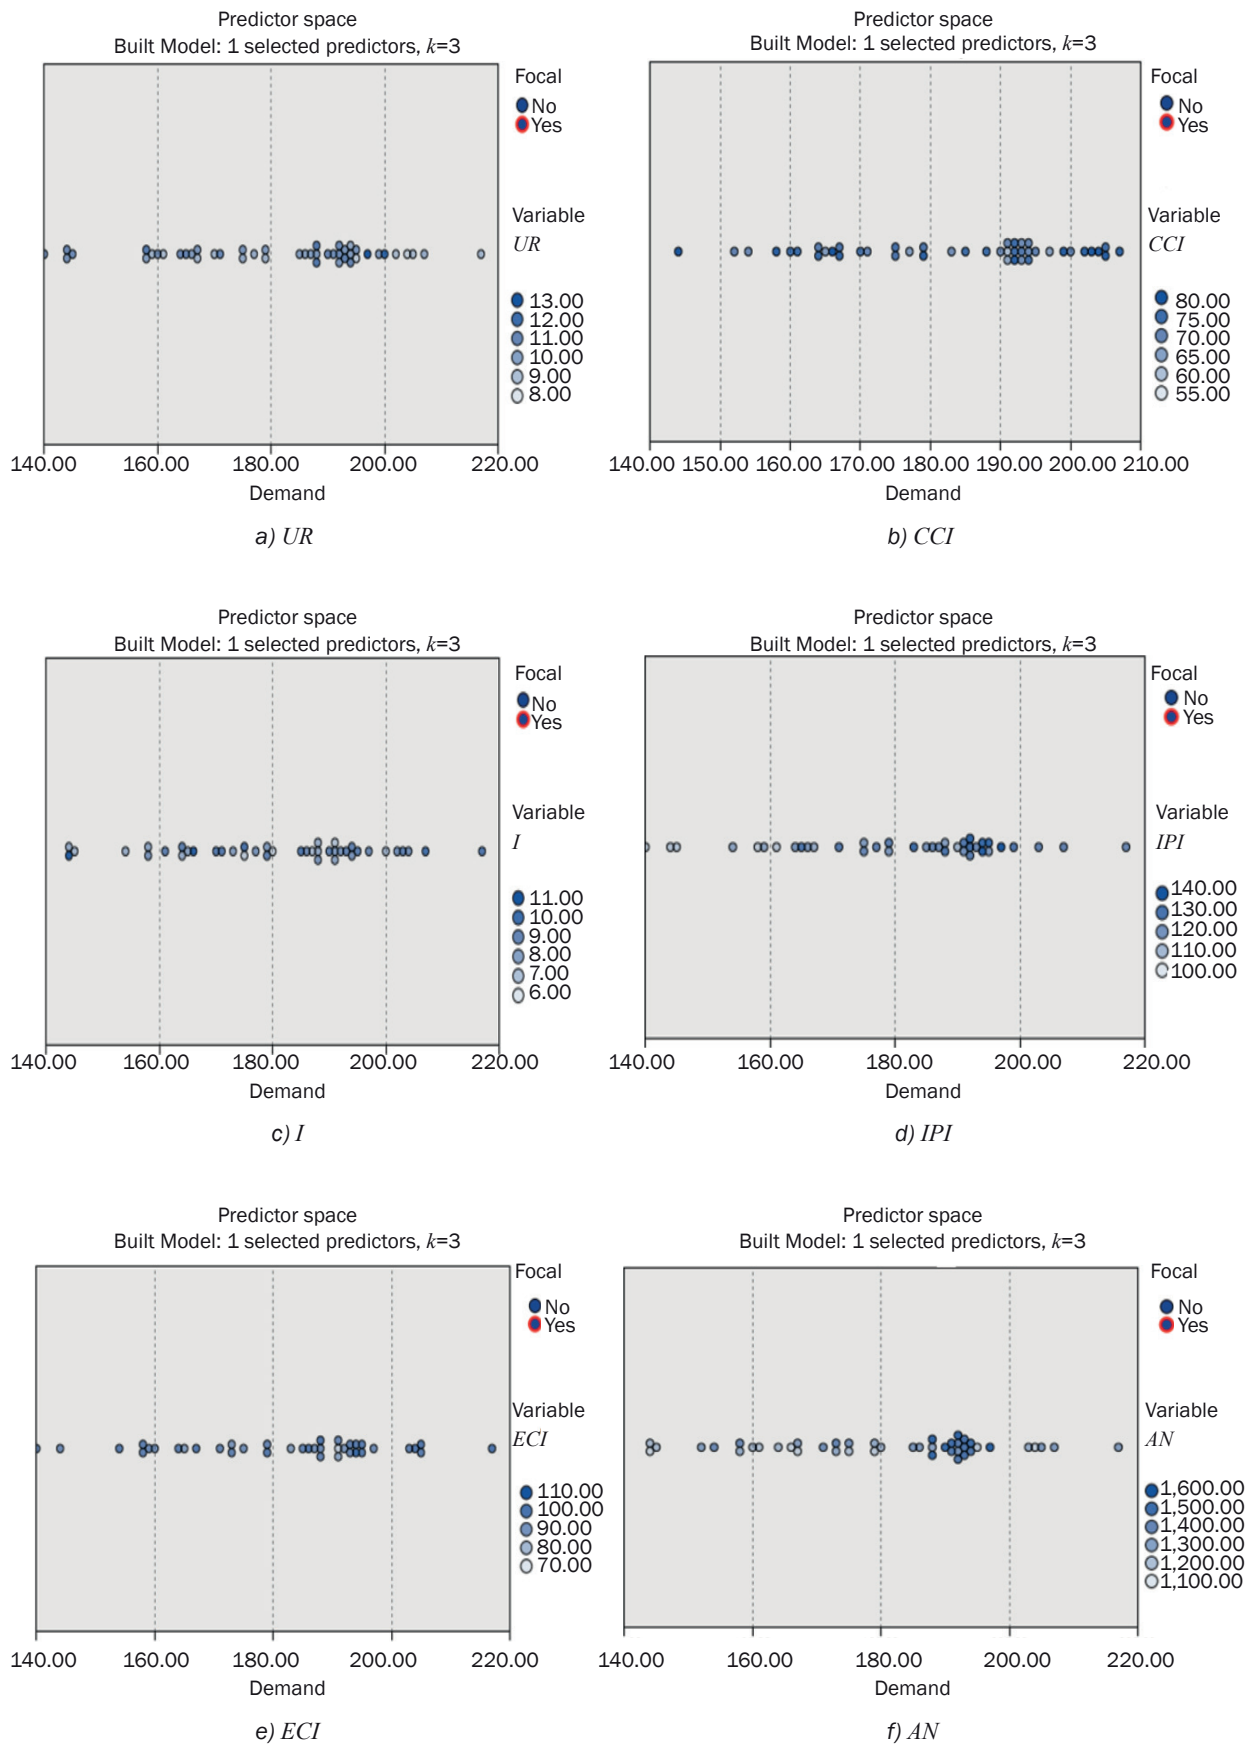 Predictor space
Built Model: 1 selected predictors, k=3
Focal
No
Yes
Variable
UR
13.00
12.00
11.00
10.00
9.00
8.00
140.00 160.00 180.00 200.00 220.00
Demand
a) UR
Predictor space
Built Model: 1 selected predictors, k=3
Focal
No
Yes
Variable
CCI
80.00
75.00
70.00
65.00
60.00
55.00
140.00 150.00 160.00 170.00 180.00 190.00 200.00 210.00
Demand
b) CCI
Predictor space
Built Model: 1 selected predictors, k=3
Focal
No
Yes
Variable
I
11.00
10.00
9.00
8.00
7.00
6.00
140.00 160.00 180.00 200.00 220.00
Demand
c) I
Predictor space
Built Model: 1 selected predictors, k=3
Focal
No
Yes
Variable
IPI
140.00
130.00
120.00
110.00
100.00
140.00 160.00 180.00 200.00 220.00
Demand
d) IPI
Predictor space
Built Model: 1 selected predictors, k=3
Focal
No
Yes
Variable
ECI
110.00
100.00
90.00
80.00
70.00
140.00 160.00 180.00 200.00 220.00
Demand
e) ECI
Predictor space
Built Model: 1 selected predictors, k=3
Focal
No
Yes
Variable
AN
1,600.00
1,500.00
1,400.00
1,300.00
1,200.00
1,100.00
140.00 160.00 180.00 200.00 220.00
Demand
f) AN